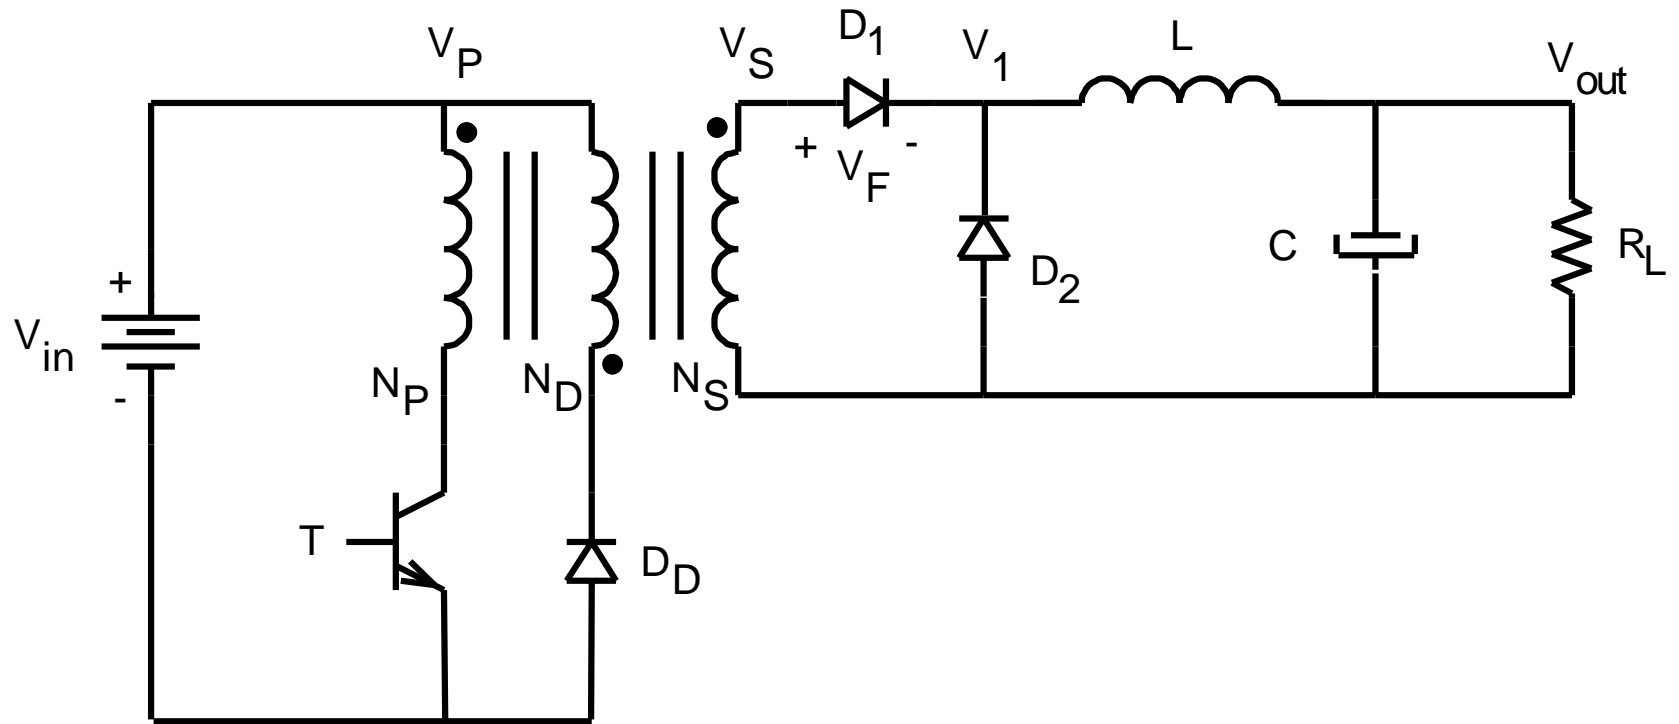 V_P
V_S
D_1
V_1
L
V_out
+
V_F
-
+
V_in
-
D_2
C
R_L
N_P
N_D
N_S
T
D_D